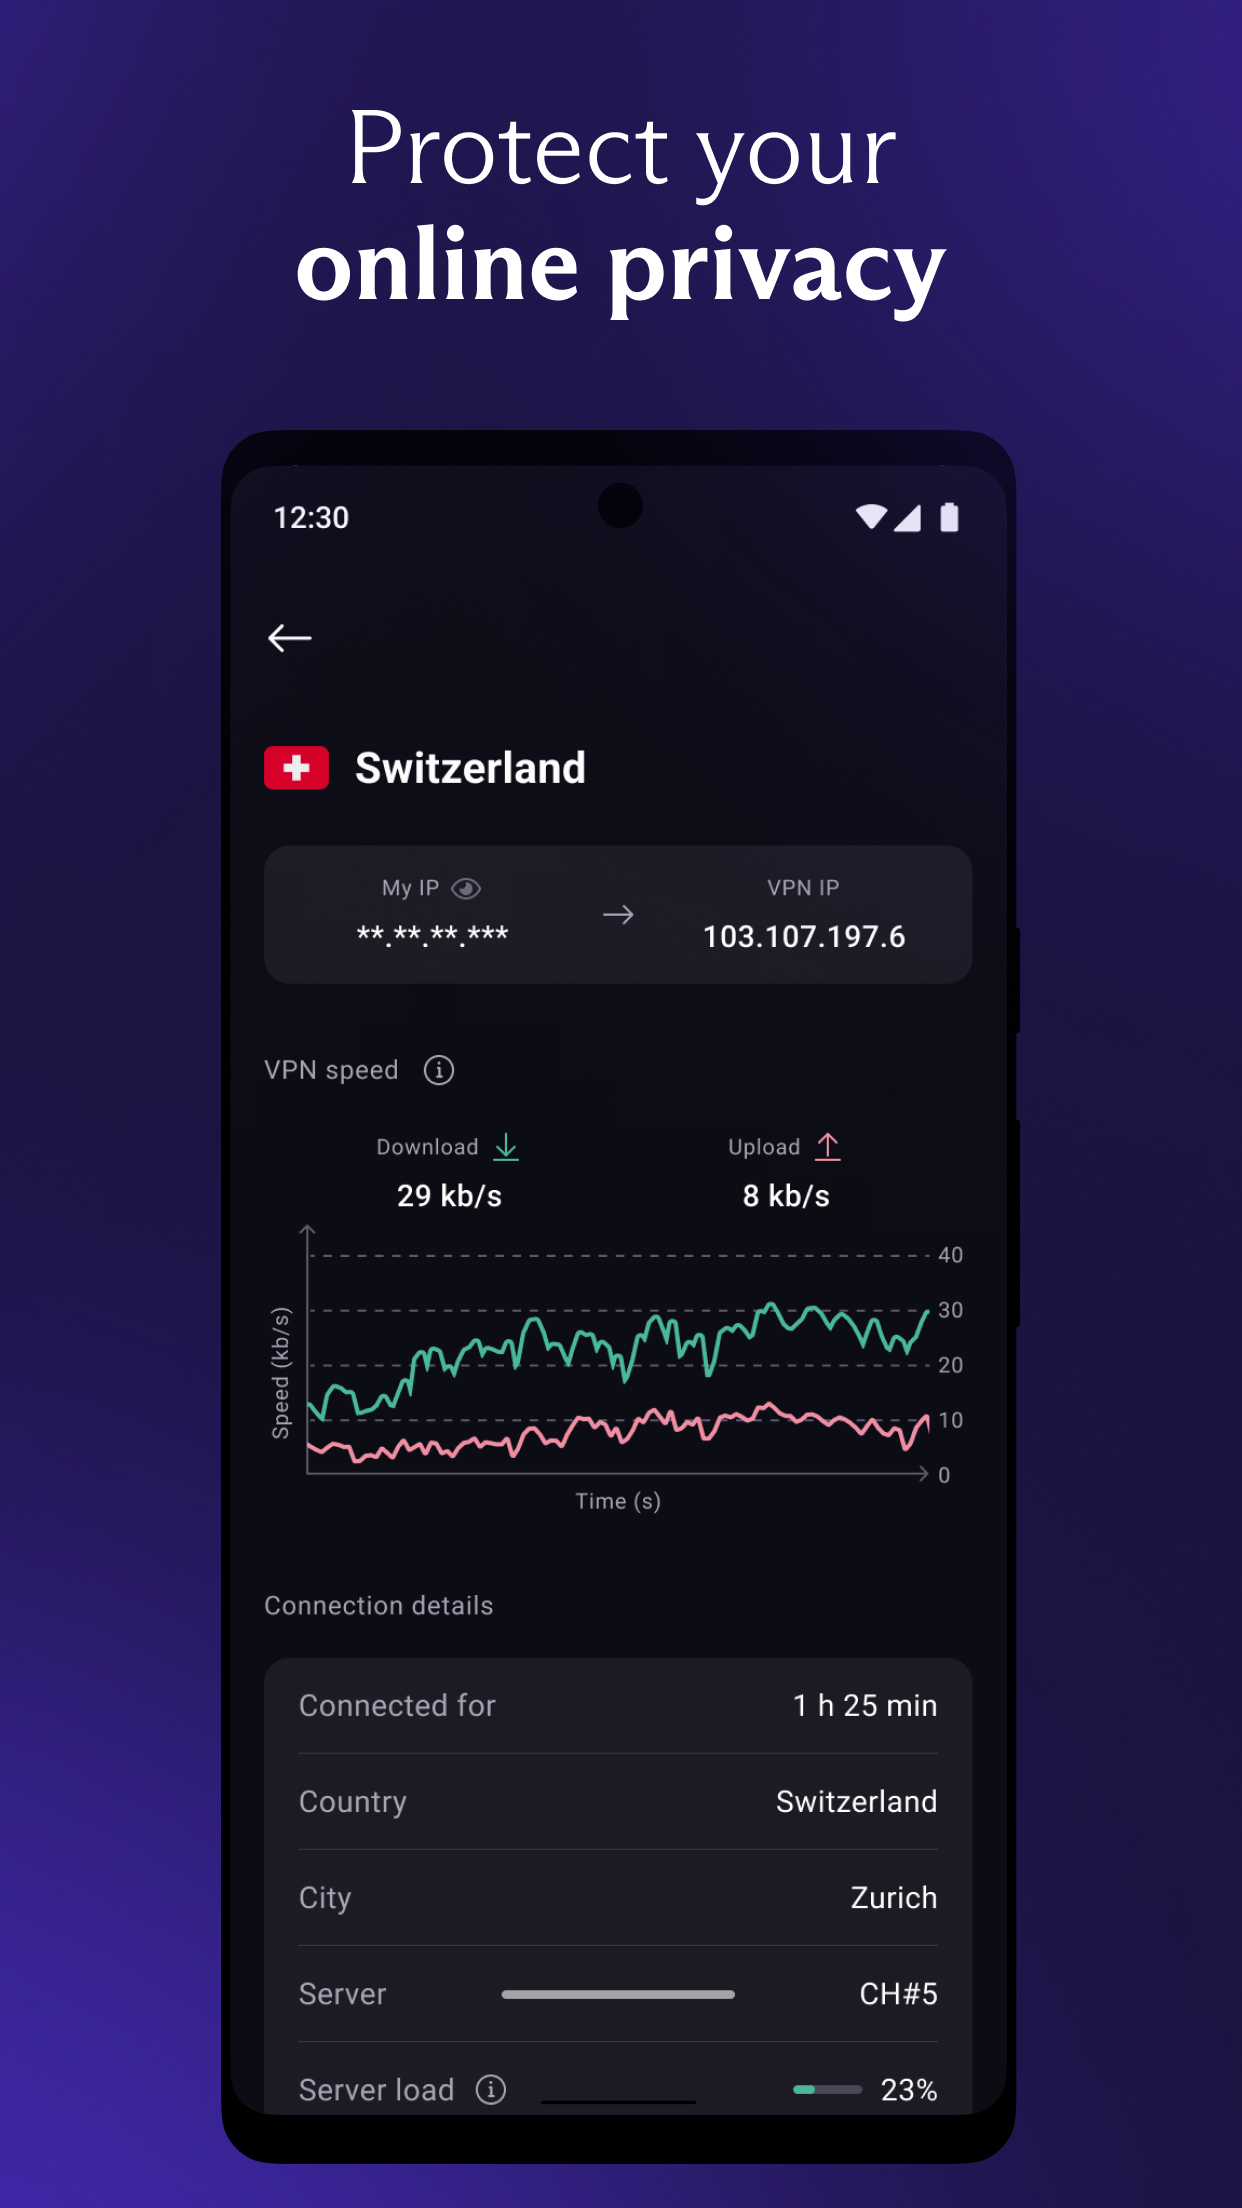 Protect your
online privacy
12:30
Switzerland
My IP
**.**.**.***
VPN IP
103.107.197.6
VPN speed
Download
29 kb/s
Upload
8 kb/s
Speed (kb/s)
40
30
20
10
0
Time (s)
Connection details
Connected for 1 h 25 min
Country Switzerland
City Zurich
Server CH#5
Server load 23%